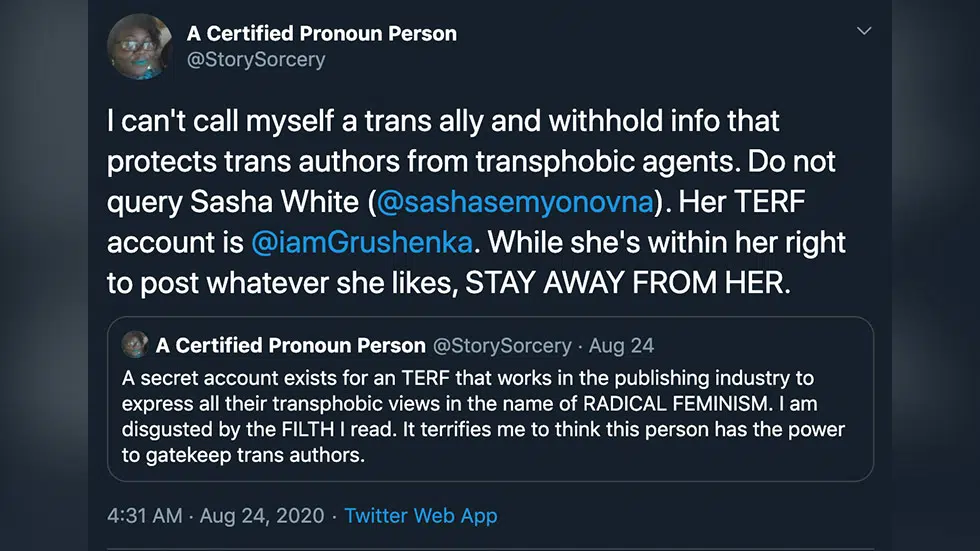 A Certified Pronoun Person
@StorySorcery
I can't call myself a trans ally and withhold info that
protects trans authors from transphobic agents. Do not
query Sasha White (@sashasemyonovna). Her TERF
account is @iamGrushenka. While she's within her right
to post whatever she likes, STAY AWAY FROM HER.
A Certified Pronoun Person @StorySorcery · Aug 24
A secret account exists for an TERF that works in the publishing industry to
express all their transphobic views in the name of RADICAL FEMINISM. I am
disgusted by the FILTH I read. It terrifies me to think this person has the power
to gatekeep trans authors.
4:31 AM · Aug 24, 2020 · Twitter Web App